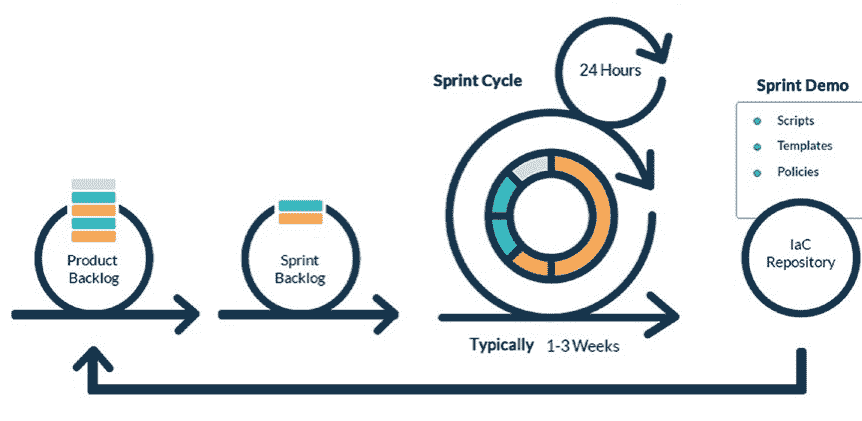 24 Hours
Sprint Cycle
Sprint Demo
Scripts
Templates
Policies
Product
Backlog
Sprint
Backlog
IaC
Repository
Typically 1-3 Weeks